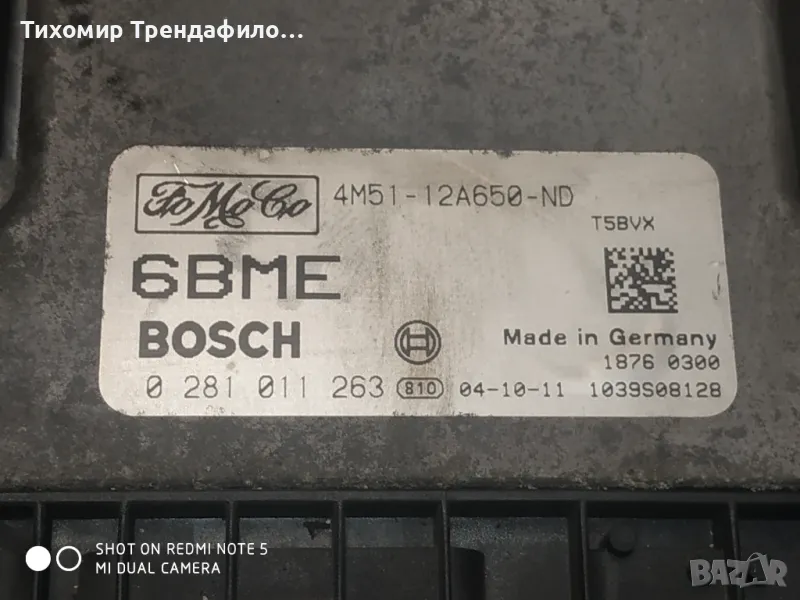 Тихомир Трендафило...
FoMoCo
4M51-12A650-ND
T5BVX
6BME
BOSCH
Made in Germany
1876 0300
0 281 011 263 810 04-10-11 1039S08128
SHOT ON REDMI NOTE 5
MI DUAL CAMERA
BAZAR